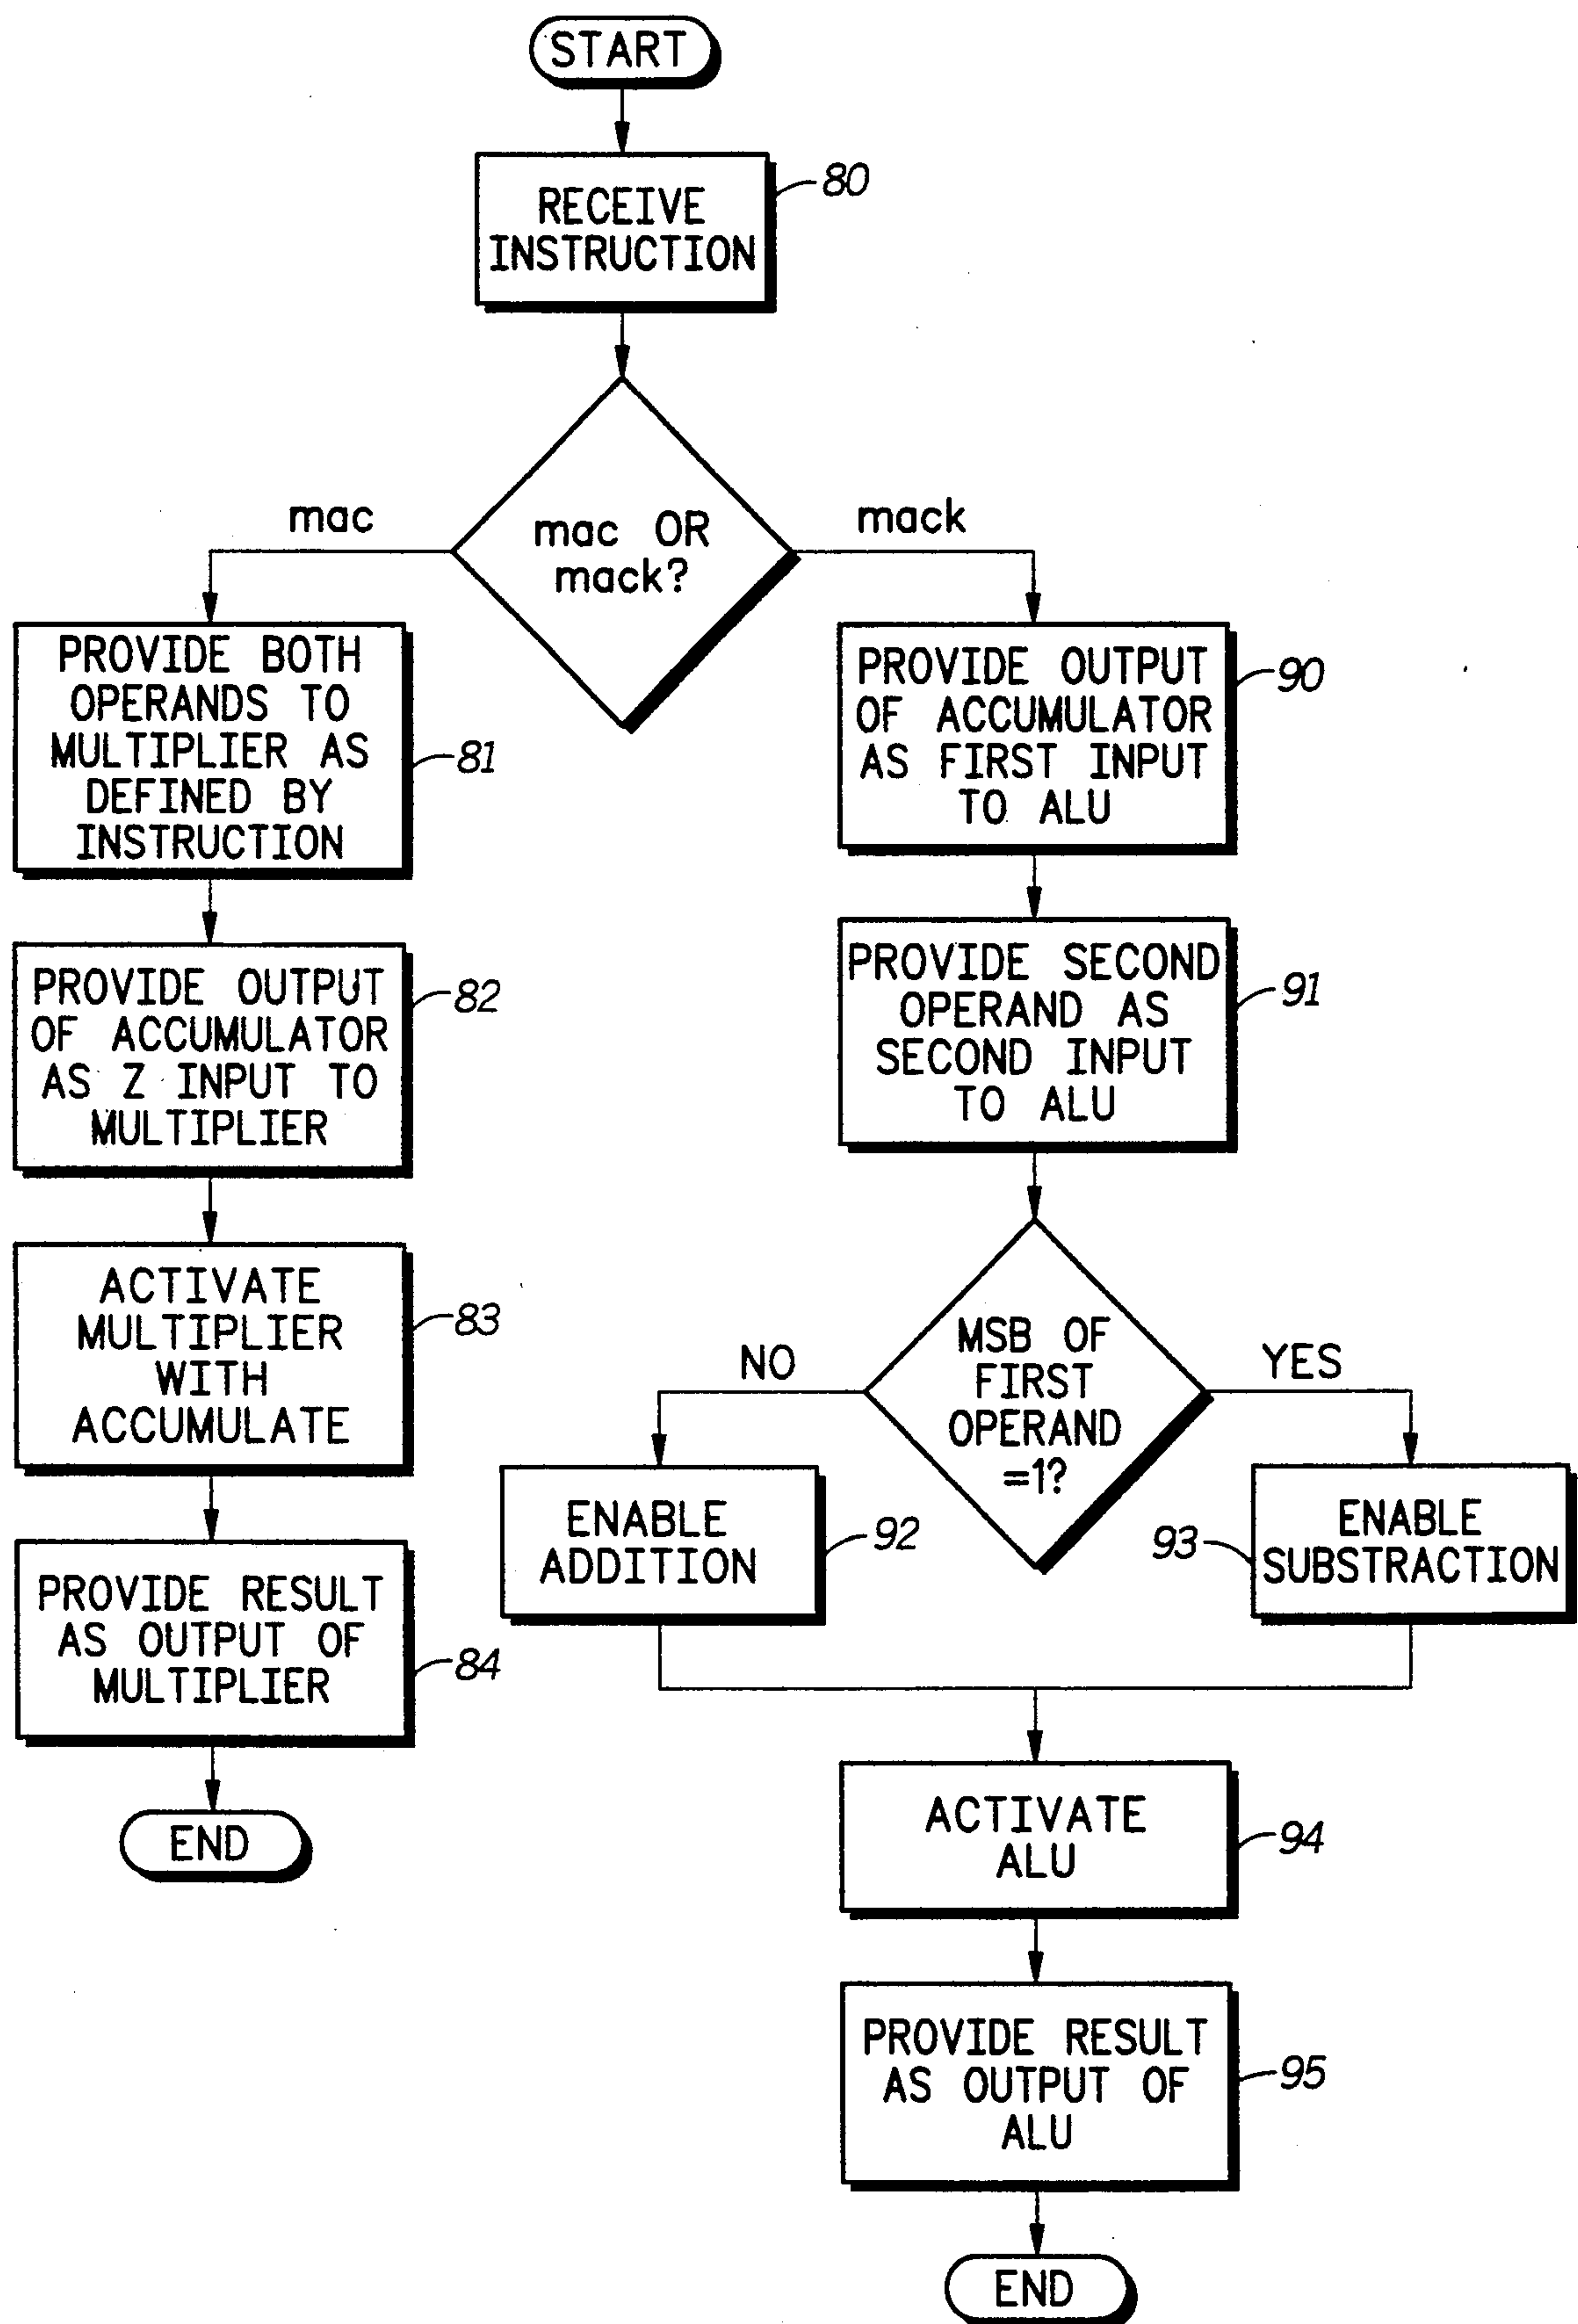 START
RECEIVE
INSTRUCTION
80
mac OR
mack?
mac
mack
PROVIDE BOTH
OPERANDS TO
MULTIPLIER AS
DEFINED BY
INSTRUCTION
81
PROVIDE OUTPUT
OF ACCUMULATOR
AS Z INPUT TO
MULTIPLIER
82
ACTIVATE
MULTIPLIER
WITH
ACCUMULATE
83
PROVIDE RESULT
AS OUTPUT OF
MULTIPLIER
84
END
PROVIDE OUTPUT
OF ACCUMULATOR
AS FIRST INPUT
TO ALU
90
PROVIDE SECOND
OPERAND AS
SECOND INPUT
TO ALU
91
MSB OF
FIRST
OPERAND
=1?
NO
YES
ENABLE
ADDITION
92
ENABLE
SUBSTRACTION
93
ACTIVATE
ALU
94
PROVIDE RESULT
AS OUTPUT OF
ALU
95
END